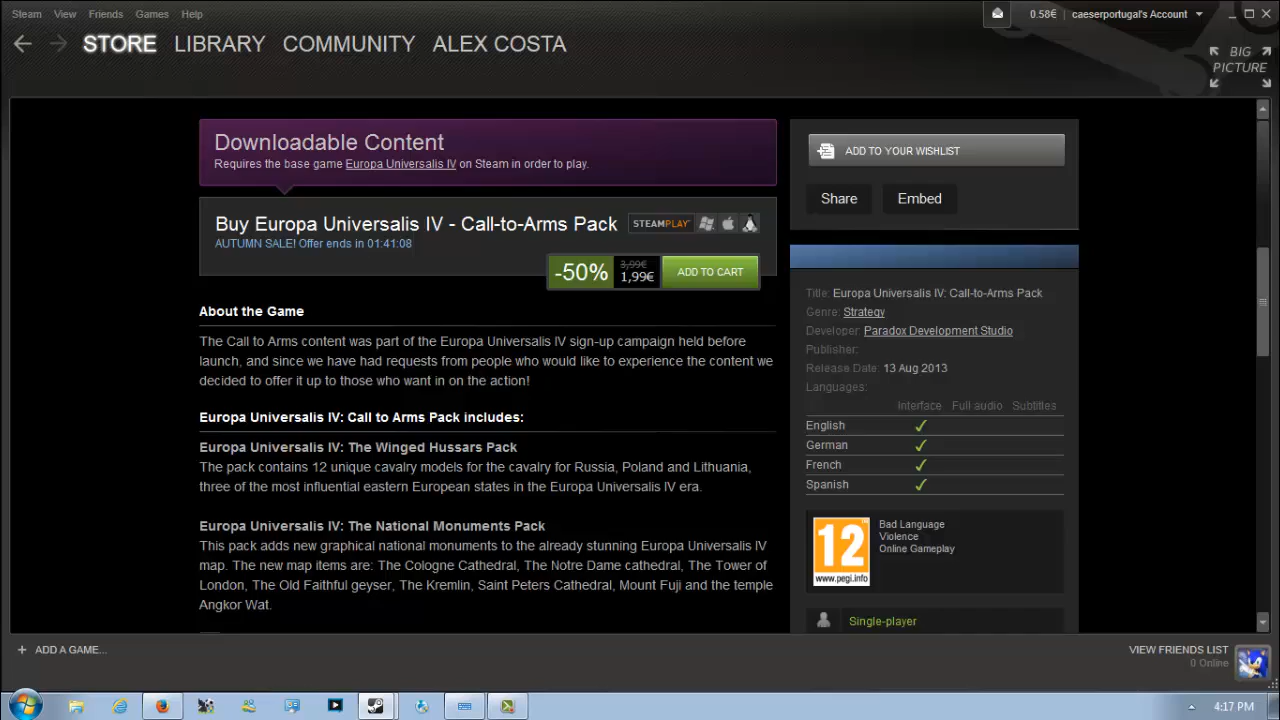 Steam View Friends Games Help
0.58€ caeserportugal's Account
STORE LIBRARY COMMUNITY ALEX COSTA
BIG
PICTURE
Downloadable Content
Requires the base game Europa Universalis IV on Steam in order to play.
Buy Europa Universalis IV - Call-to-Arms Pack STEAMPLAY
AUTUMN SALE! Offer ends in 01:41:08
-50% 3,99€ 1,99€ ADD TO CART
About the Game
The Call to Arms content was part of the Europa Universalis IV sign-up campaign held before
launch, and since we have had requests from people who would like to experience the content we
decided to offer it up to those who want in on the action!
Europa Universalis IV: Call to Arms Pack includes:
Europa Universalis IV: The Winged Hussars Pack
The pack contains 12 unique cavalry models for the cavalry for Russia, Poland and Lithuania,
three of the most influential eastern European states in the Europa Universalis IV era.
Europa Universalis IV: The National Monuments Pack
This pack adds new graphical national monuments to the already stunning Europa Universalis IV
map. The new map items are: The Cologne Cathedral, The Notre Dame cathedral, The Tower of
London, The Old Faithful geyser, The Kremlin, Saint Peters Cathedral, Mount Fuji and the temple
Angkor Wat.
ADD TO YOUR WISHLIST
Share Embed
Title: Europa Universalis IV: Call-to-Arms Pack
Genre: Strategy
Developer: Paradox Development Studio
Publisher:
Release Date: 13 Aug 2013
Languages:
Interface Full audio Subtitles
English
German
French
Spanish
12
www.pegi.info
Bad Language
Violence
Online Gameplay
Single-player
+ ADD A GAME...
VIEW FRIENDS LIST
0 Online
4:17 PM